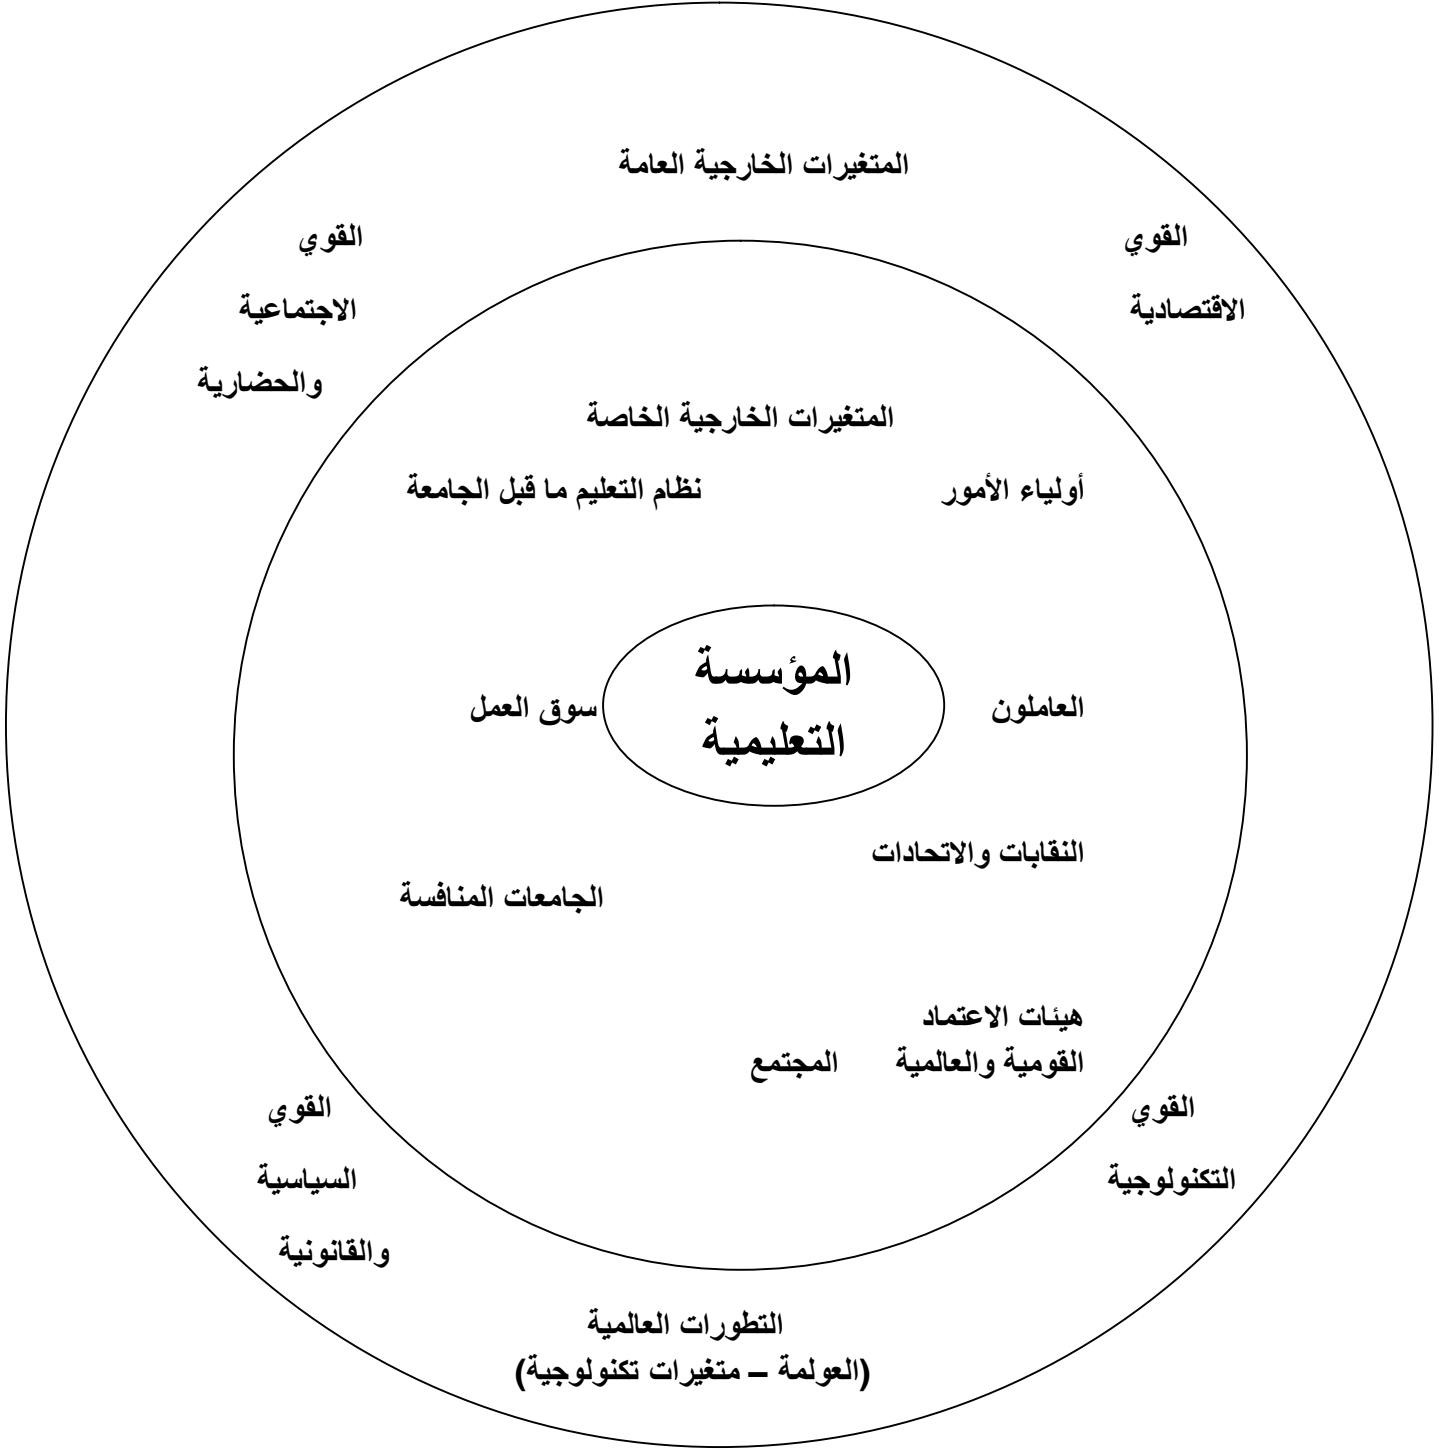 المتغيرات الخارجية العامة
القوي
الاقتصادية
القوي
الاجتماعية
والحضارية
المتغيرات الخارجية الخاصة
أولياء الأمور
نظام التعليم ما قبل الجامعة
العاملون
المؤسسة
التعليمية
سوق العمل
النقابات والاتحادات
الجامعات المنافسة
هيئات الاعتماد
القومية والعالمية
المجتمع
القوي
التكنولوجية
القوي
السياسية
والقانونية
التطورات العالمية
(العولمة – متغيرات تكنولوجية)